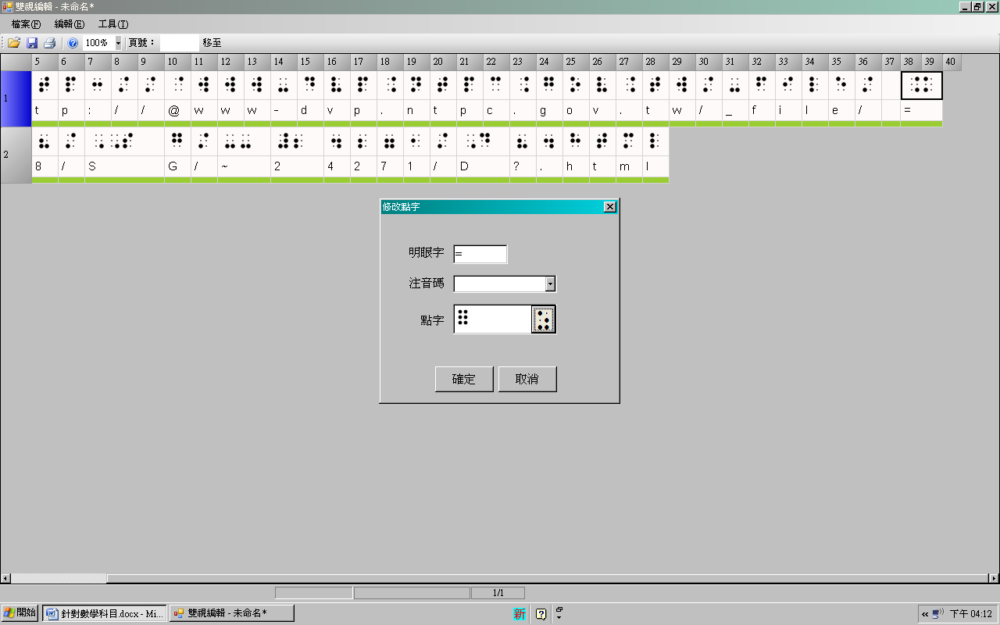 雙視編輯 - 未命名*
檔案(F) 編輯(E) 工具(T)
100% 頁號： 移至
5 6 7 8 9 10 11 12 13 14 15 16 17 18 19 20 21 22 23 24 25 26 27 28 29 30 31 32 33 34 35 36 37 38 39 40
1
t p : / / @ w w w - d v p . n t p c . g o v . t w / _ f i l e / =
2
8 / S G / ~ 2 4 2 7 1 / D ? . h t m l
修改點字
明眼字 =
注音碼
點字 ⠿
確定 取消
1/1
開始 針對數學科目.docx - Mi... 雙視編輯 - 未命名* 新 ? « 下午 04:12